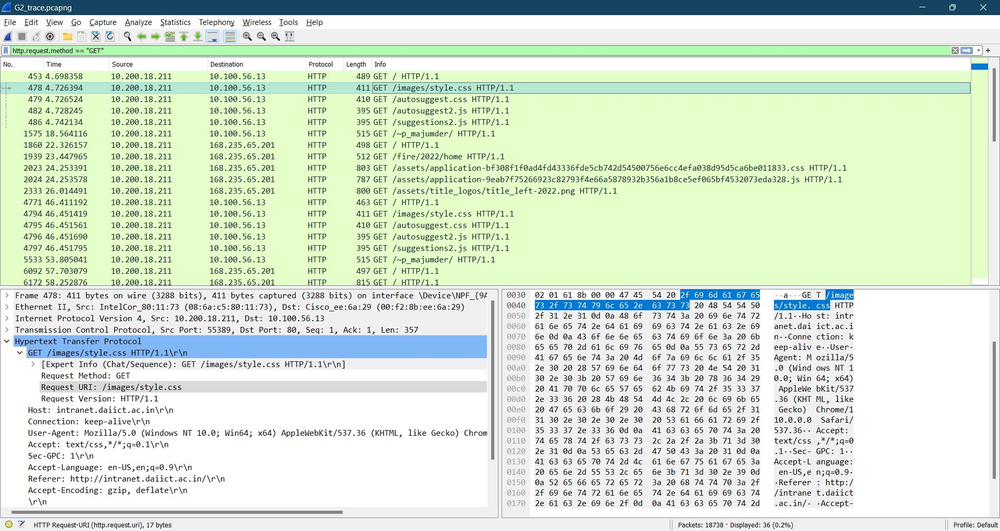 G2_trace.pcapng
File Edit View Go Capture Analyze Statistics Telephony Wireless Tools Help
http.request.method == "GET"
No. Time Source Destination Protocol Length Info
453 4.698358 10.200.18.211 10.100.56.13 HTTP 489 GET / HTTP/1.1
478 4.726394 10.200.18.211 10.100.56.13 HTTP 411 GET /images/style.css HTTP/1.1
479 4.726524 10.200.18.211 10.100.56.13 HTTP 410 GET /autosuggest.css HTTP/1.1
482 4.728245 10.200.18.211 10.100.56.13 HTTP 395 GET /autosuggest2.js HTTP/1.1
486 4.742134 10.200.18.211 10.100.56.13 HTTP 395 GET /suggestions2.js HTTP/1.1
1575 18.564116 10.200.18.211 10.100.56.13 HTTP 515 GET /~p_majumder/ HTTP/1.1
1860 22.326157 10.200.18.211 168.235.65.201 HTTP 498 GET / HTTP/1.1
1939 23.447965 10.200.18.211 168.235.65.201 HTTP 512 GET /fire/2022/home HTTP/1.1
2023 24.253391 10.200.18.211 168.235.65.201 HTTP 803 GET /assets/application-bf308f1f0ad4fd43336fde5cb742d54500756e6cc4efa038d95d5ca6be011833.css HTTP/1.1
2024 24.253578 10.200.18.211 168.235.65.201 HTTP 787 GET /assets/application-9eab7f75266923c82793f4e66a5878932b356a1b8ce5ef065bf4532073eda328.js HTTP/1.1
2333 26.014491 10.200.18.211 168.235.65.201 HTTP 800 GET /assets/title_logos/title_left-2022.png HTTP/1.1
4771 46.411192 10.200.18.211 10.100.56.13 HTTP 463 GET / HTTP/1.1
4794 46.451419 10.200.18.211 10.100.56.13 HTTP 411 GET /images/style.css HTTP/1.1
4795 46.451561 10.200.18.211 10.100.56.13 HTTP 410 GET /autosuggest.css HTTP/1.1
4796 46.451690 10.200.18.211 10.100.56.13 HTTP 395 GET /autosuggest2.js HTTP/1.1
4797 46.451795 10.200.18.211 10.100.56.13 HTTP 395 GET /suggestions2.js HTTP/1.1
5533 53.805041 10.200.18.211 10.100.56.13 HTTP 515 GET /~p_majumder/ HTTP/1.1
6092 57.703079 10.200.18.211 168.235.65.201 HTTP 497 GET / HTTP/1.1
6172 58.252876 10.200.18.211 168.235.65.201 HTTP 815 GET / HTTP/1.1
Frame 478: 411 bytes on wire (3288 bits), 411 bytes captured (3288 bits) on interface \Device\NPF_{9A
Ethernet II, Src: IntelCor_80:11:73 (08:6a:c5:80:11:73), Dst: Cisco_ee:6a:29 (00:f2:8b:ee:6a:29)
Internet Protocol Version 4, Src: 10.200.18.211, Dst: 10.100.56.13
Transmission Control Protocol, Src Port: 55389, Dst Port: 80, Seq: 1, Ack: 1, Len: 357
Hypertext Transfer Protocol
GET /images/style.css HTTP/1.1\r\n
[Expert Info (Chat/Sequence): GET /images/style.css HTTP/1.1\r\n]
Request Method: GET
Request URI: /images/style.css
Request Version: HTTP/1.1
Host: intranet.daiict.ac.in\r\n
Connection: keep-alive\r\n
User-Agent: Mozilla/5.0 (Windows NT 10.0; Win64; x64) AppleWebKit/537.36 (KHTML, like Gecko) Chrom
Accept: text/css,*/*;q=0.1\r\n
Sec-GPC: 1\r\n
Accept-Language: en-US,en;q=0.9\r\n
Referer: http://intranet.daiict.ac.in/\r\n
Accept-Encoding: gzip, deflate\r\n
\r\n
0030 02 01 61 8b 00 00 47 45 54 20 2f 69 6d 61 67 65 ··a···GE T /image
0040 73 2f 73 74 79 6c 65 2e 63 73 73 20 48 54 54 50 s/style. css HTTP
0050 2f 31 2e 31 0d 0a 48 6f 73 74 3a 20 69 6e 74 72 /1.1··Ho st: intr
0060 61 6e 65 74 2e 64 61 69 69 63 74 2e 61 63 2e 69 anet.dai ict.ac.i
0070 6e 0d 0a 43 6f 6e 6e 65 63 74 69 6f 6e 3a 20 6b n··Conne ction: k
0080 65 65 70 2d 61 6c 69 76 65 0d 0a 55 73 65 72 2d eep-aliv e··User-
0090 41 67 65 6e 74 3a 20 4d 6f 7a 69 6c 6c 61 2f 35 Agent: M ozilla/5
00a0 2e 30 20 28 57 69 6e 64 6f 77 73 20 4e 54 20 31 .0 (Wind ows NT 1
00b0 30 2e 30 3b 20 57 69 6e 36 34 3b 20 78 36 34 29 0.0; Win 64; x64)
00c0 20 41 70 70 6c 65 57 65 62 4b 69 74 2f 35 33 37 AppleWe bKit/537
00d0 2e 33 36 20 28 4b 48 54 4d 4c 2c 20 6c 69 6b 65 .36 (KHT ML, like
00e0 20 47 65 63 6b 6f 29 20 43 68 72 6f 6d 65 2f 31 Gecko) Chrome/1
00f0 31 30 2e 30 2e 30 2e 30 20 53 61 66 61 72 69 2f 10.0.0.0 Safari/
0100 35 33 37 2e 33 36 0d 0a 41 63 63 65 70 74 3a 20 537.36·· Accept:
0110 74 65 78 74 2f 63 73 73 2c 2a 2f 2a 3b 71 3d 30 text/css ,*/*;q=0
0120 2e 31 0d 0a 53 65 63 2d 47 50 43 3a 20 31 0d 0a .1··Sec- GPC: 1··
0130 41 63 63 65 70 74 2d 4c 61 6e 67 75 61 67 65 3a Accept-L anguage:
0140 20 65 6e 2d 55 53 2c 65 6e 3b 71 3d 30 2e 39 0d en-US,e n;q=0.9·
0150 0a 52 65 66 65 72 65 72 3a 20 68 74 74 70 3a 2f ·Referer : http:/
0160 2f 69 6e 74 72 61 6e 65 74 2e 64 61 69 69 63 74 /intrane t.daiict
0170 2e 61 63 2e 69 6e 2f 0d 0a 41 63 63 65 70 74 2d .ac.in/· ·Accept-
HTTP Request-URI (http.request.uri), 17 bytes
Packets: 18738 · Displayed: 36 (0.2%)
Profile: Default